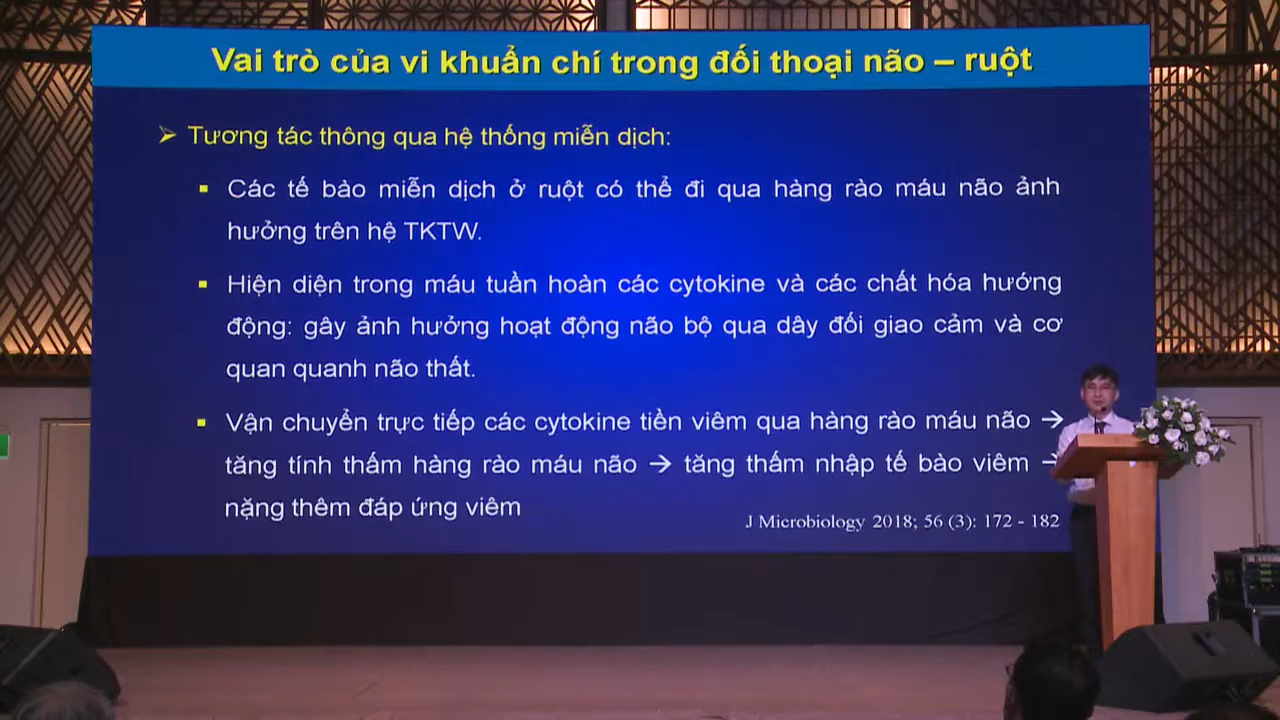 Vai trò của vi khuẩn chí trong đối thoại não – ruột
➢ Tương tác thông qua hệ thống miễn dịch:
▪ Các tế bào miễn dịch ở ruột có thể đi qua hàng rào máu não ảnh
hưởng trên hệ TKTW.
▪ Hiện diện trong máu tuần hoàn các cytokine và các chất hóa hướng
động: gây ảnh hưởng hoạt động não bộ qua dây đối giao cảm và cơ
quan quanh não thất.
▪ Vận chuyển trực tiếp các cytokine tiền viêm qua hàng rào máu não →
tăng tính thấm hàng rào máu não → tăng thấm nhập tế bào viêm →
nặng thêm đáp ứng viêm
J Microbiology 2018; 56 (3): 172 - 182